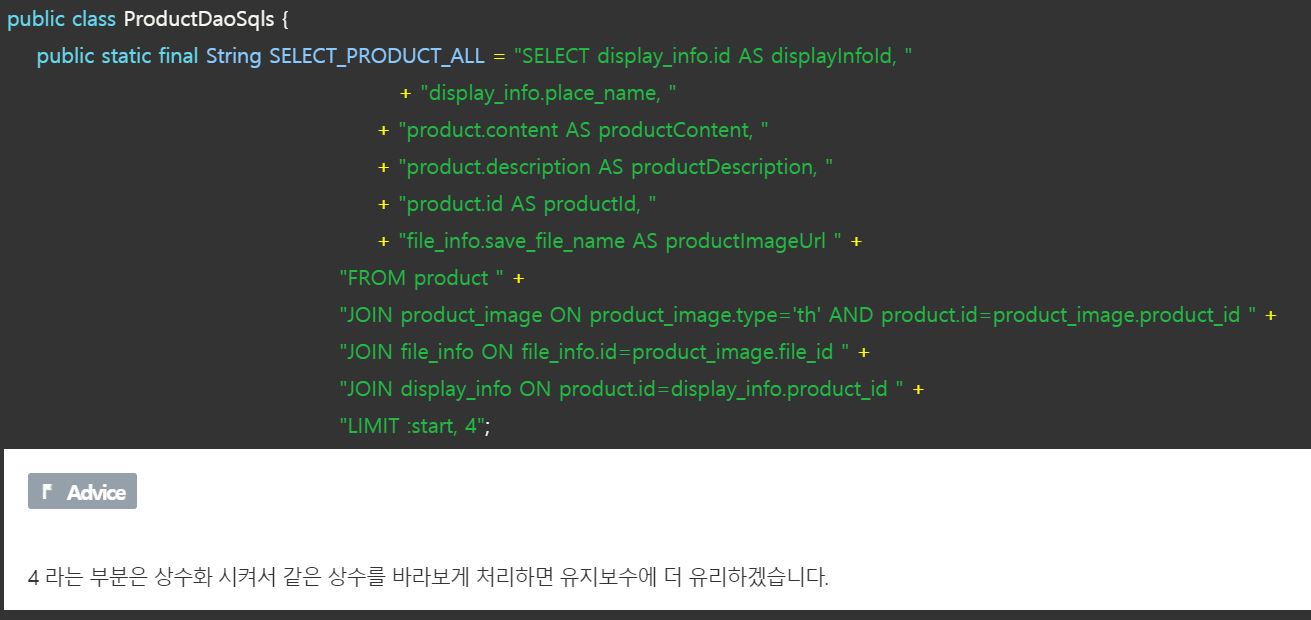 public class ProductDaoSqls {
public static final String SELECT_PRODUCT_ALL = "SELECT display_info.id AS displayInfoId, "
+ "display_info.place_name, "
+ "product.content AS productContent, "
+ "product.description AS productDescription, "
+ "product.id AS productId, "
+ "file_info.save_file_name AS productImageUrl " +
"FROM product " +
"JOIN product_image ON product_image.type='th' AND product.id=product_image.product_id " +
"JOIN file_info ON file_info.id=product_image.file_id " +
"JOIN display_info ON product.id=display_info.product_id " +
"LIMIT :start, 4";
Advice
4 라는 부분은 상수화 시켜서 같은 상수를 바라보게 처리하면 유지보수에 더 유리하겠습니다.